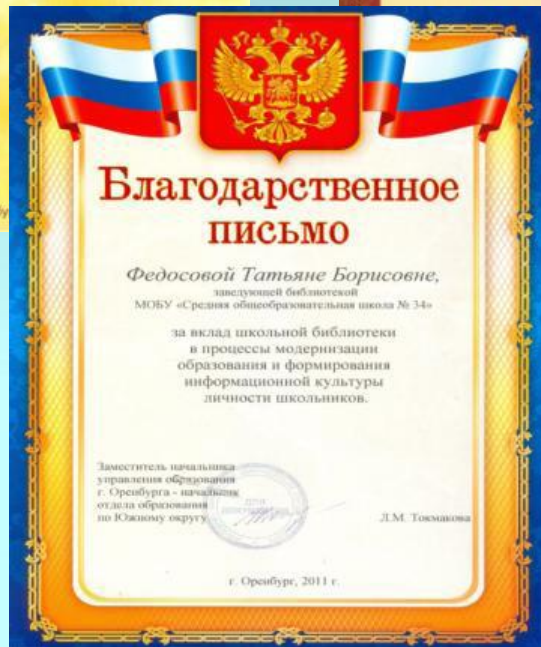 Благодарственное
письмо
Федосовой Татьяне Борисовне,
заведующей библиотекой
МОБУ «Средняя общеобразовательная школа № 34»
за вклад школьной библиотеки
в процессы модернизации
образования и формирования
информационной культуры
личности школьников.
Заместитель начальника
управления образования
г. Оренбурга - начальник
отдела образования
по Южному округу
Л.М. Токмакова
г. Оренбург, 2011 г.